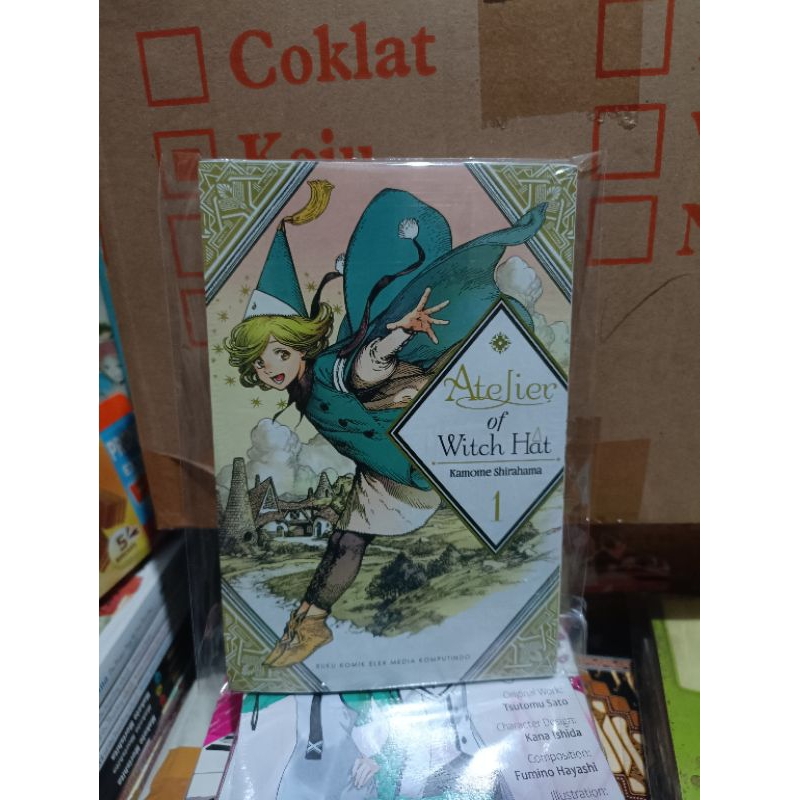 Coklat
Keju
Atelier
of
Witch Hat
Kamome Shirahama
1
BUKU KOMIK ELEX MEDIA KOMPUTINDO
Original Work:
Tsutomu Sato
Character Design:
Kana Ishida
Composition:
Fumino Hayashi
Illustration: